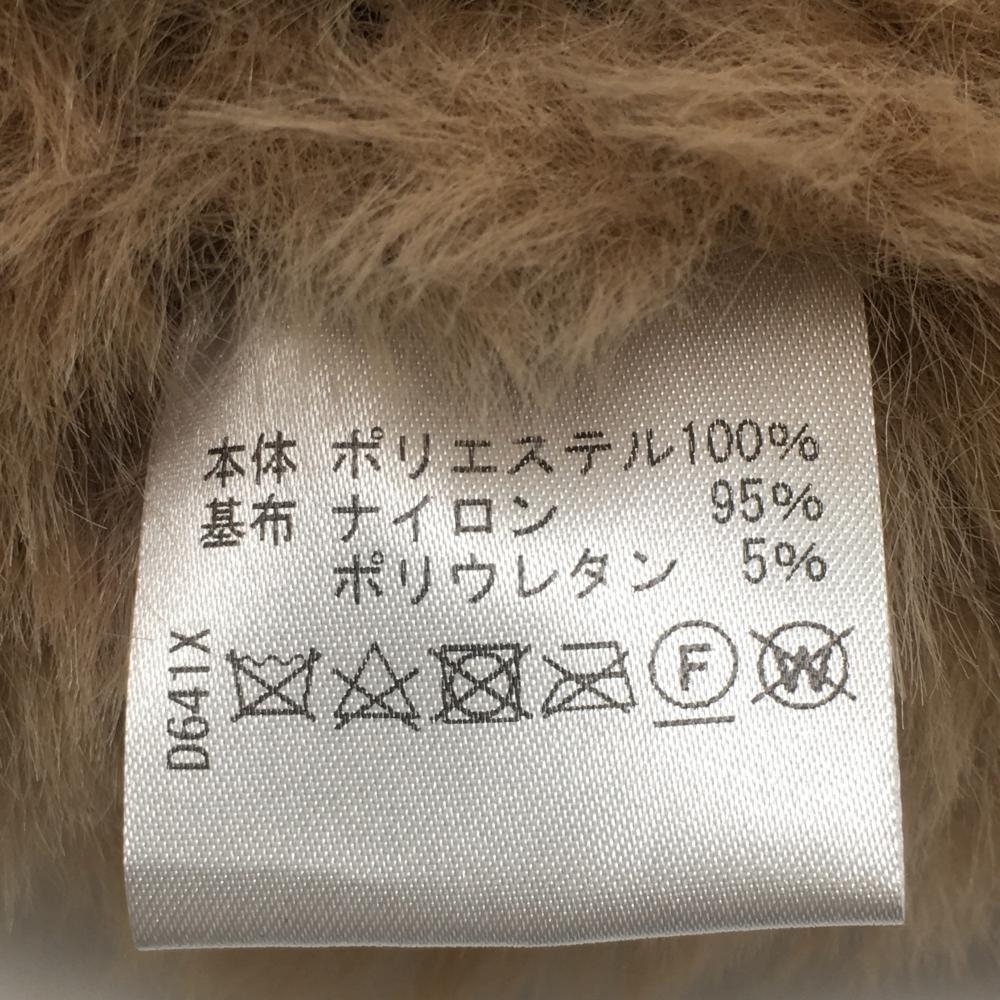 本体 ポリエステル100%
基布 ナイロン 95%
ポリウレタン 5%
F W
D641X